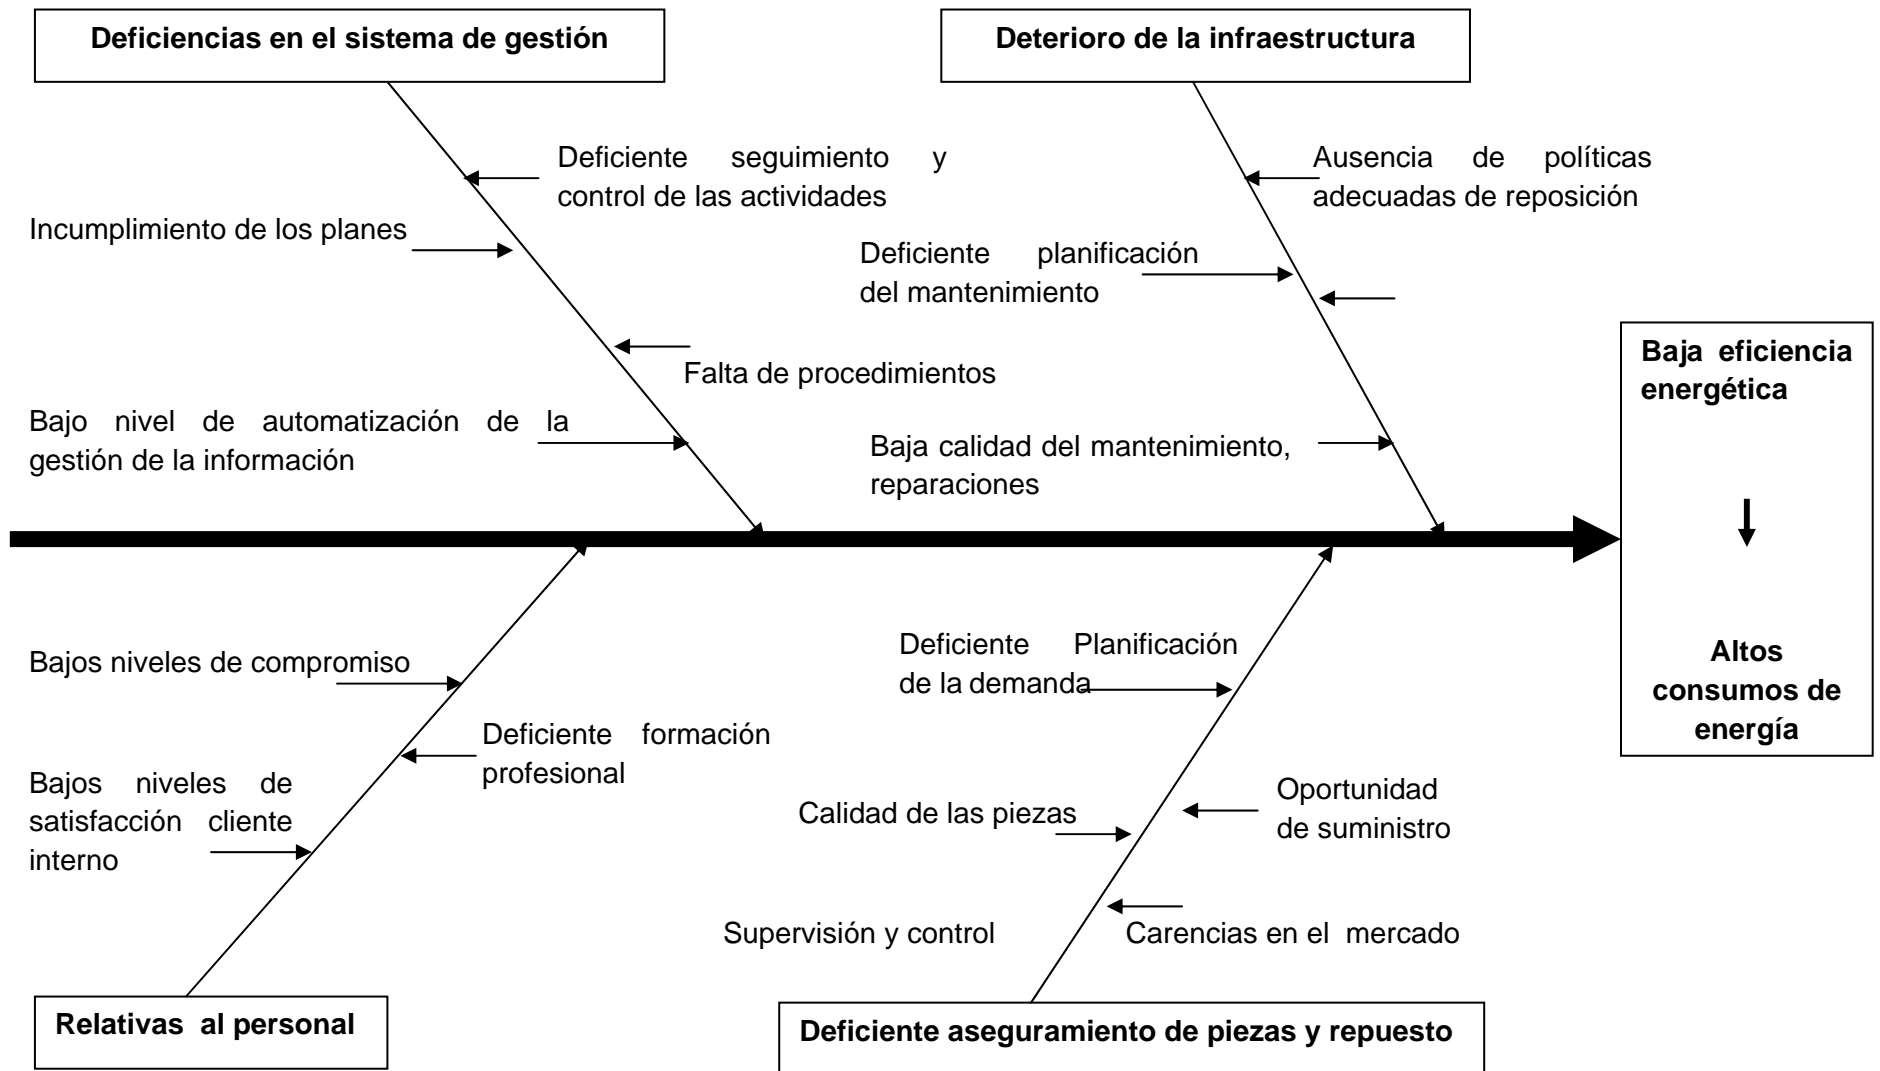 Deficiencias en el sistema de gestión
Deterioro de la infraestructura
Deficiente seguimiento y
control de las actividades
Ausencia de políticas
adecuadas de reposición
Incumplimiento de los planes
Deficiente planificación
del mantenimiento
Falta de procedimientos
Bajo nivel de automatización de la
gestión de la información
Baja calidad del mantenimiento,
reparaciones
Baja eficiencia
energética
Altos
consumos de
energía
Bajos niveles de compromiso
Deficiente Planificación
de la demanda
Deficiente formación
profesional
Bajos niveles de
satisfacción cliente
interno
Calidad de las piezas
Oportunidad
de suministro
Supervisión y control
Carencias en el mercado
Relativas al personal
Deficiente aseguramiento de piezas y repuesto